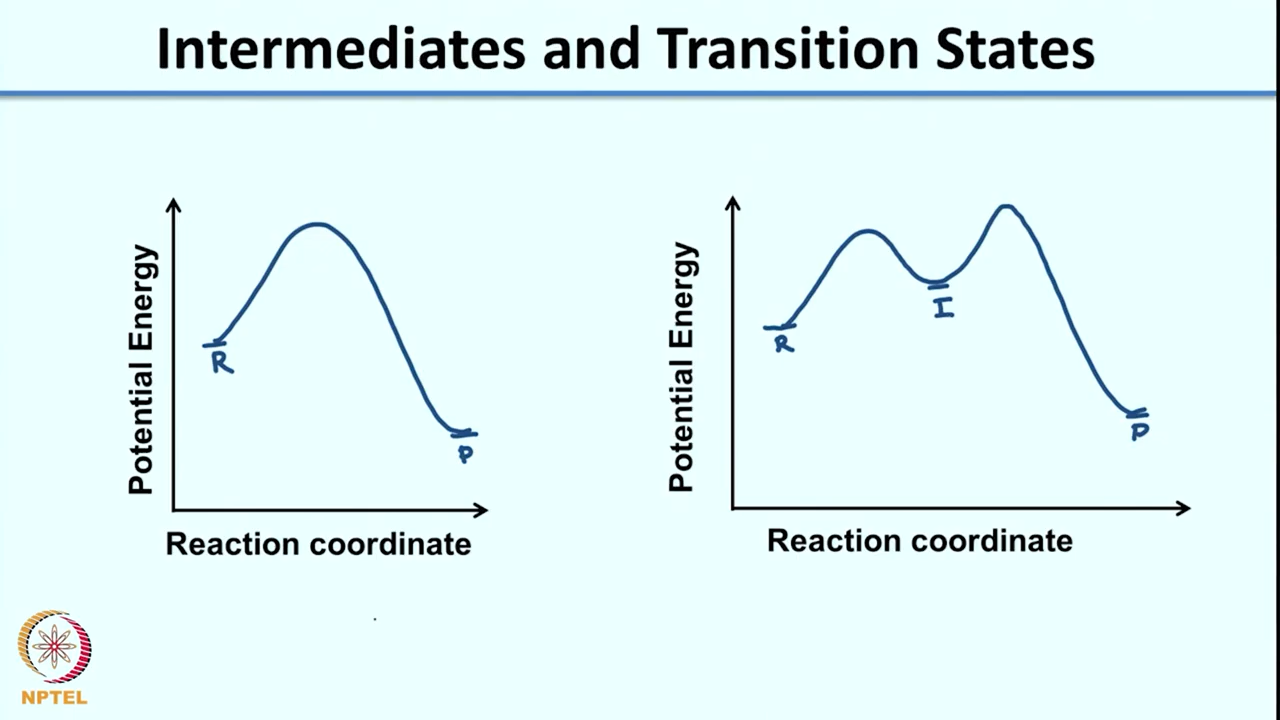 Intermediates and Transition States
Potential Energy
R
P
Reaction coordinate
Potential Energy
R
I
P
Reaction coordinate
NPTEL